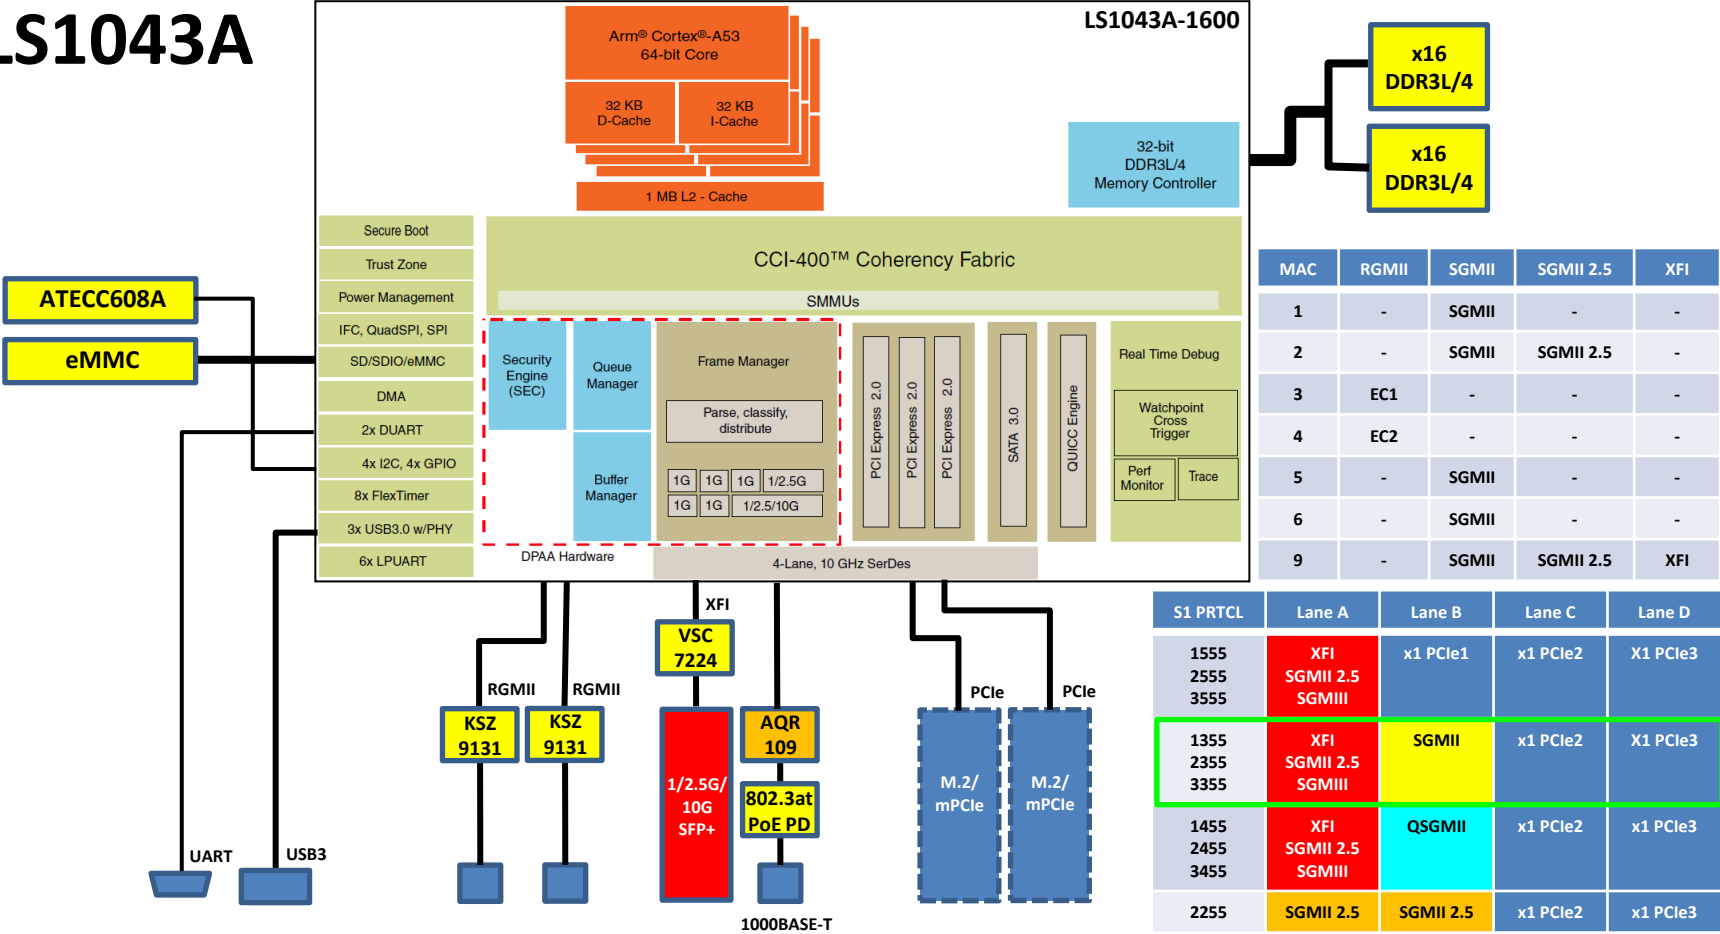 LS1043A
LS1043A-1600
Arm® Cortex®-A53
64-bit Core
32 KB
D-Cache
32 KB
I-Cache
1 MB L2 - Cache
32-bit
DDR3L/4
Memory Controller
x16
DDR3L/4
x16
DDR3L/4
ATECC608A
eMMC
Secure Boot
Trust Zone
Power Management
IFC, QuadSPI, SPI
SD/SDIO/eMMC
DMA
2x DUART
4x I2C, 4x GPIO
8x FlexTimer
3x USB3.0 w/PHY
6x LPUART
CCI-400™ Coherency Fabric
SMMUs
Security
Engine
(SEC)
Queue
Manager
Buffer
Manager
Frame Manager
Parse, classify,
distribute
1G 1G 1G 1/2.5G
1G 1G 1/2.5/10G
DPAA Hardware
PCI Express 2.0
PCI Express 2.0
PCI Express 2.0
SATA 3.0
QUICC Engine
Real Time Debug
Watchpoint
Cross
Trigger
Perf
Monitor
Trace
4-Lane, 10 GHz SerDes
MAC RGMII SGMII SGMII 2.5 XFI
1 - SGMII - -
2 - SGMII SGMII 2.5 -
3 EC1 - - -
4 EC2 - - -
5 - SGMII - -
6 - SGMII - -
9 - SGMII SGMII 2.5 XFI
XFI
VSC
7224
RGMII
RGMII
KSZ
9131
KSZ
9131
1/2.5G/
10G
SFP+
AQR
109
802.3at
PoE PD
1000BASE-T
PCIe
PCIe
M.2/
mPCIe
M.2/
mPCIe
UART
USB3
S1 PRTCL Lane A Lane B Lane C Lane D
1555 XFI x1 PCIe1 x1 PCIe2 X1 PCIe3
2555 SGMII 2.5
3555 SGMIII
1355 XFI SGMII x1 PCIe2 X1 PCIe3
2355 SGMII 2.5
3355 SGMIII
1455 XFI QSGMII x1 PCIe2 x1 PCIe3
2455 SGMII 2.5
3455 SGMIII
2255 SGMII 2.5 SGMII 2.5 x1 PCIe2 x1 PCIe3